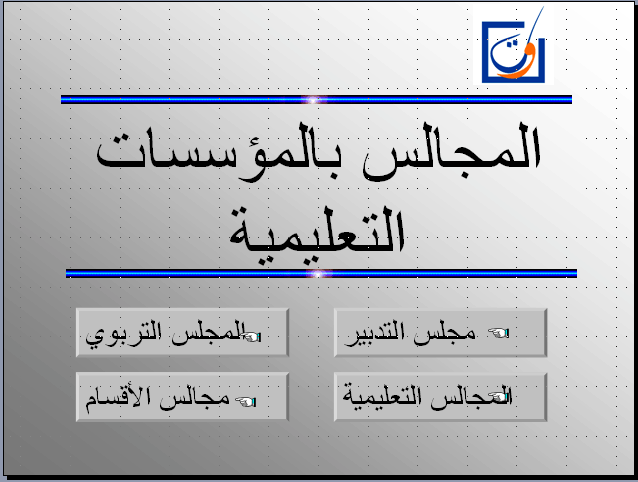 المجالس بالمؤسسات
التعليمية
مجلس التدبير
المجلس التربوي
المجالس التعليمية
مجالس الأقسام